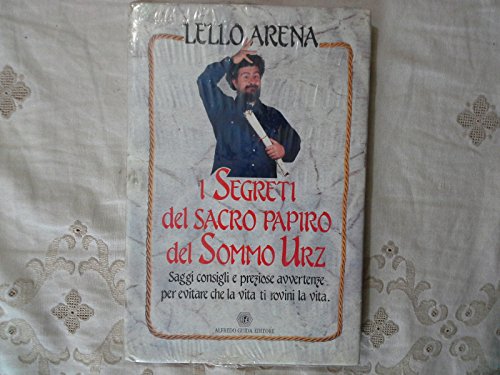 LELLO ARENA
I SEGRETI
del SACRO PAPIRO
del SOMMO URZ
Saggi consigli e preziose avvertenze
per evitare che la vita ti rovini la vita.
ALFREDO GUIDA EDITORE